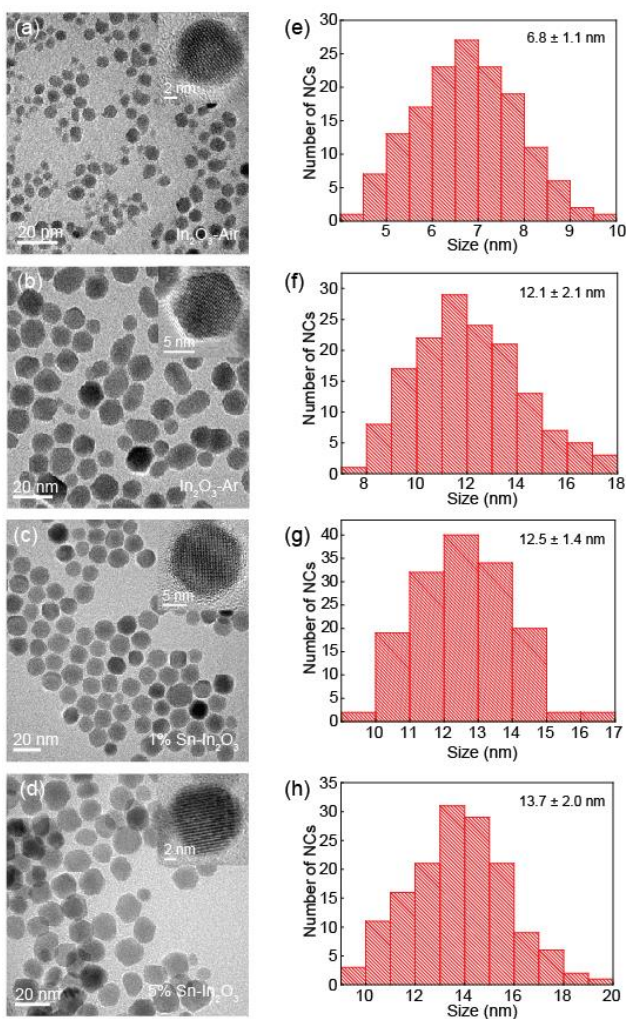 (a)
2 nm
20 nm
In₂O₃-Air
(e)
6.8 ± 1.1 nm
Number of NCs
30
25
20
15
10
5
0
5 6 7 8 9 10
Size (nm)
(b)
5 nm
20 nm
In₂O₃-Ar
(f)
12.1 ± 2.1 nm
Number of NCs
30
25
20
15
10
5
0
8 10 12 14 16 18
Size (nm)
(c)
5 nm
20 nm
1% Sn-In₂O₃
(g)
12.5 ± 1.4 nm
Number of NCs
40
35
30
25
20
15
10
5
0
10 11 12 13 14 15 16 17
Size (nm)
(d)
2 nm
20 nm
5% Sn-In₂O₃
(h)
13.7 ± 2.0 nm
Number of NCs
35
30
25
20
15
10
5
0
10 12 14 16 18 20
Size (nm)